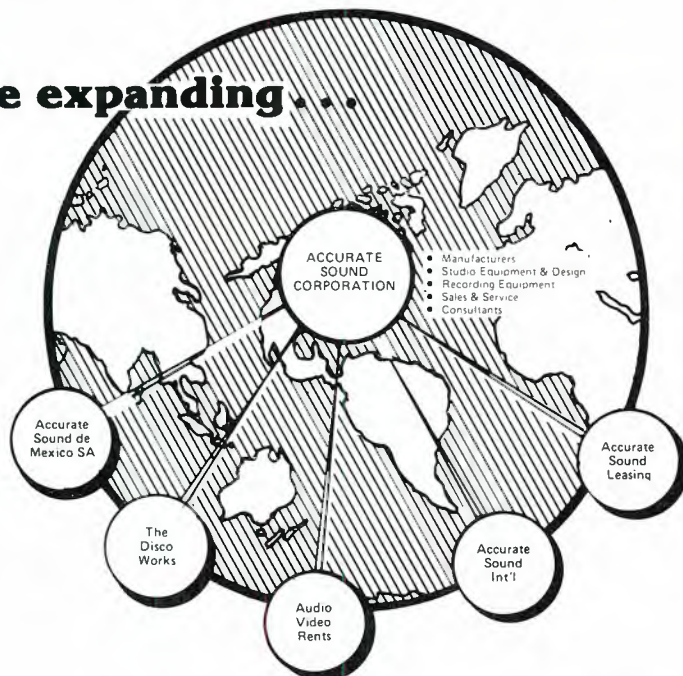 e expanding . . .
ACCURATE
SOUND
CORPORATION
• Manufacturers
• Studio Equipment & Design
• Recording Equipment
• Sales & Service
• Consultants
Accurate
Sound de
Mexico SA
The
Disco
Works
Audio
Video
Rents
Accurate
Sound
Int'l
Accurate
Sound
Leasing